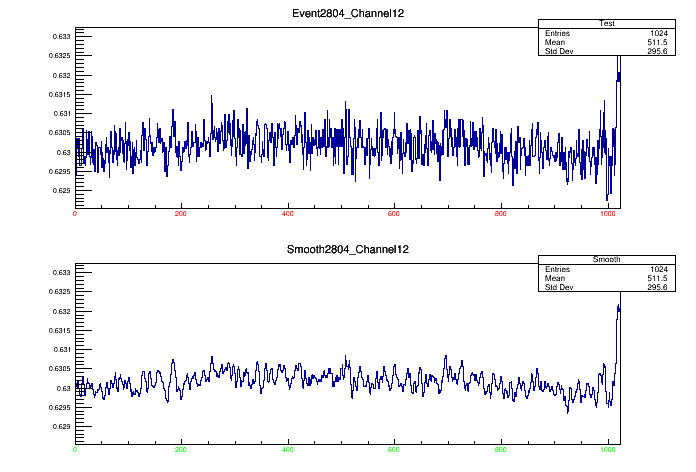 Event2804_Channel12
Test
Entries 1024
Mean 511.5
Std Dev 295.6
0.633
0.6325
0.632
0.6315
0.631
0.6305
0.63
0.6295
0.629
0 200 400 600 800 1000
Smooth2804_Channel12
Smooth
Entries 1024
Mean 511.5
Std Dev 295.6
0.633
0.6325
0.632
0.6315
0.631
0.6305
0.63
0.6295
0.629
0 200 400 600 800 1000